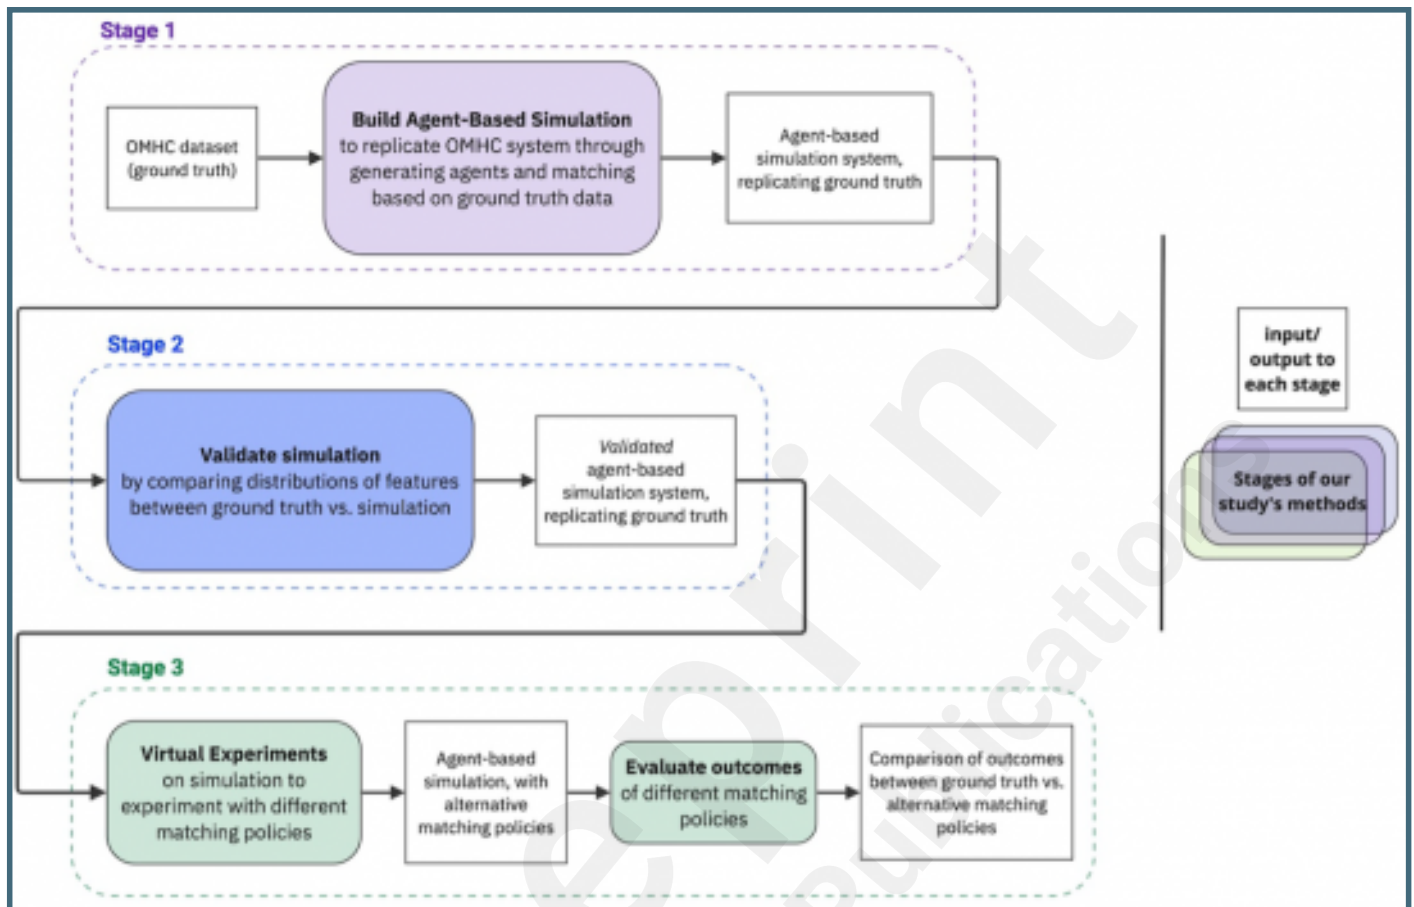 Stage 1
OMHC dataset
(ground truth)
Build Agent-Based Simulation
to replicate OMHC system through
generating agents and matching
based on ground truth data
Agent-based
simulation system,
replicating ground truth
Stage 2
Validate simulation
by comparing distributions of features
between ground truth vs. simulation
Validated
agent-based
simulation system,
replicating ground truth
Stage 3
Virtual Experiments
on simulation to
experiment with different
matching policies
Agent-based
simulation, with
alternative
matching policies
Evaluate outcomes
of different matching
policies
Comparison of outcomes
between ground truth vs.
alternative matching
policies
input/
output to
each stage
Stages of our
study's methods
eprint
Publications